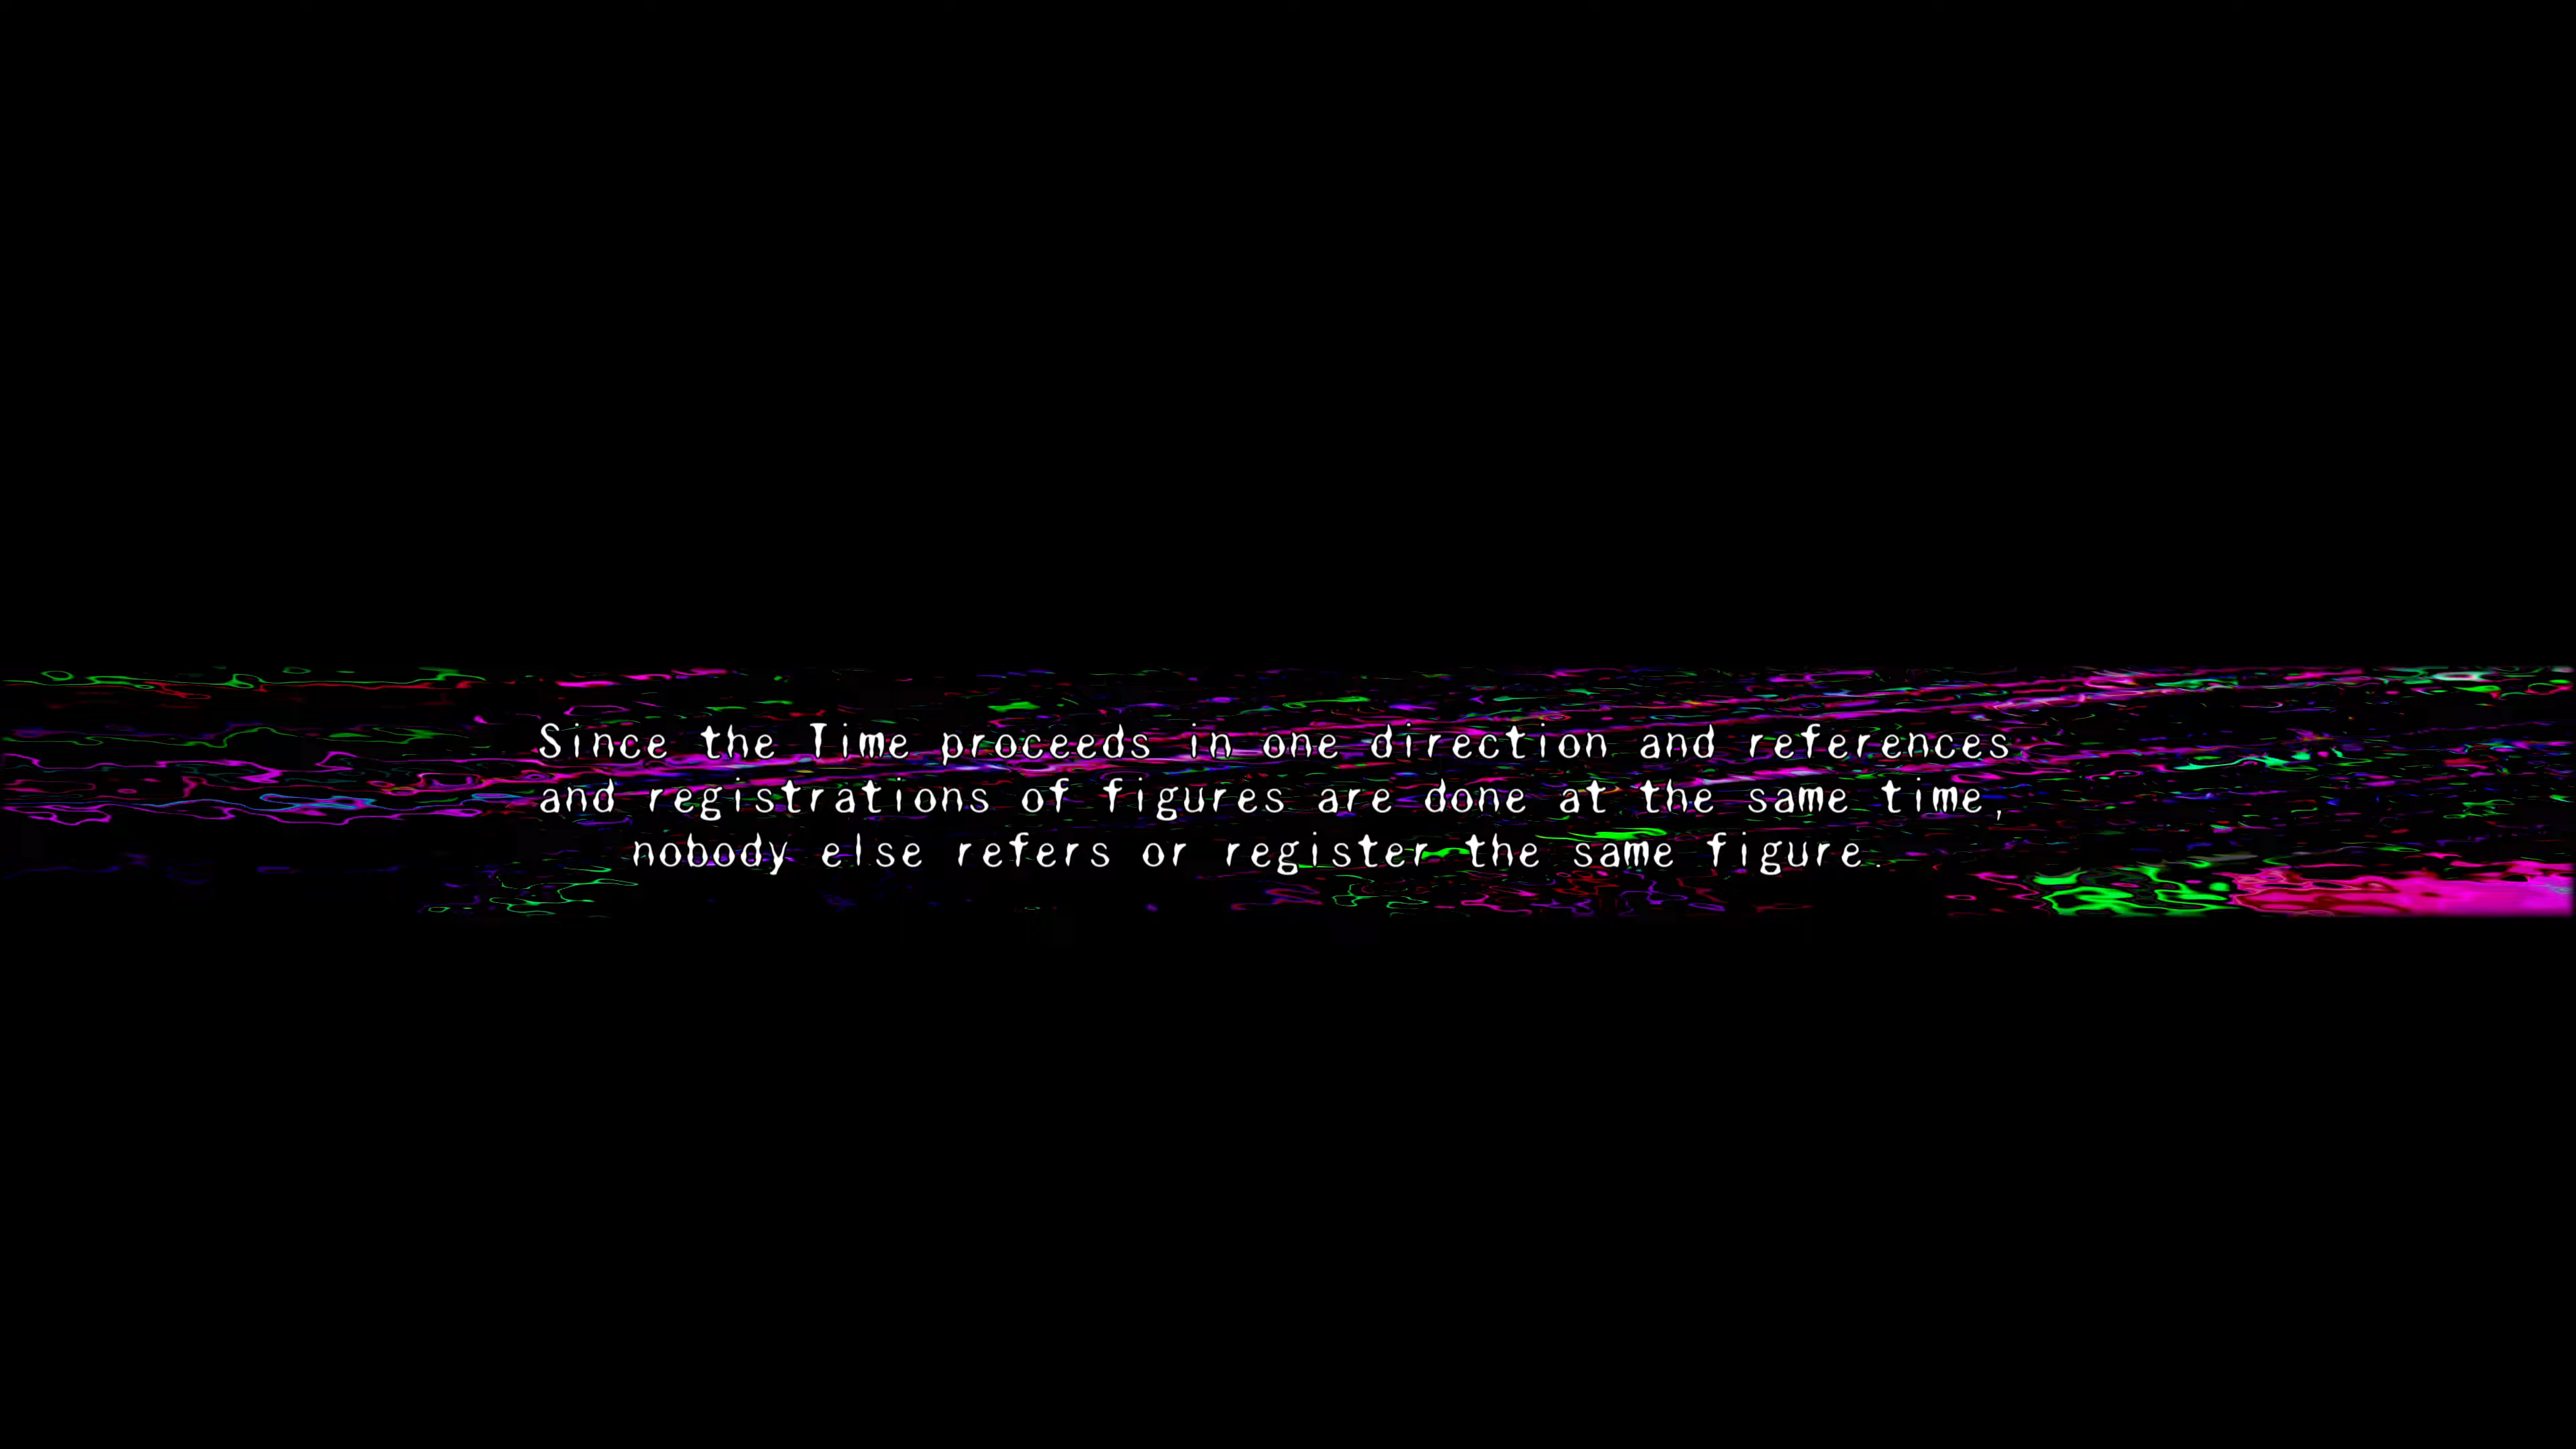 Since the Time proceeds in one direction and references
and registrations of figures are done at the same time,
nobody else refers or register the same figure.